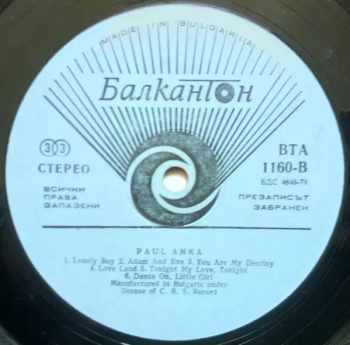 MADE IN BULGARIA
Балкантон
33
СТЕРЕО
ВСИЧКИ
ПРАВА
ЗАПАЗЕНИ
ВТА
1160-В
БДС
ПРЕЗАПИСЪТ
ЗАБРАНЕН
PAUL ANKA
1. Lonely Boy 2. Adam And Eve 3. You Are My Destiny
4. Love Land 5. Tonight My Love, Tonight
6. Dance On, Little Girl
Manufactured in Bulgaria under
license of C. B. S. Record